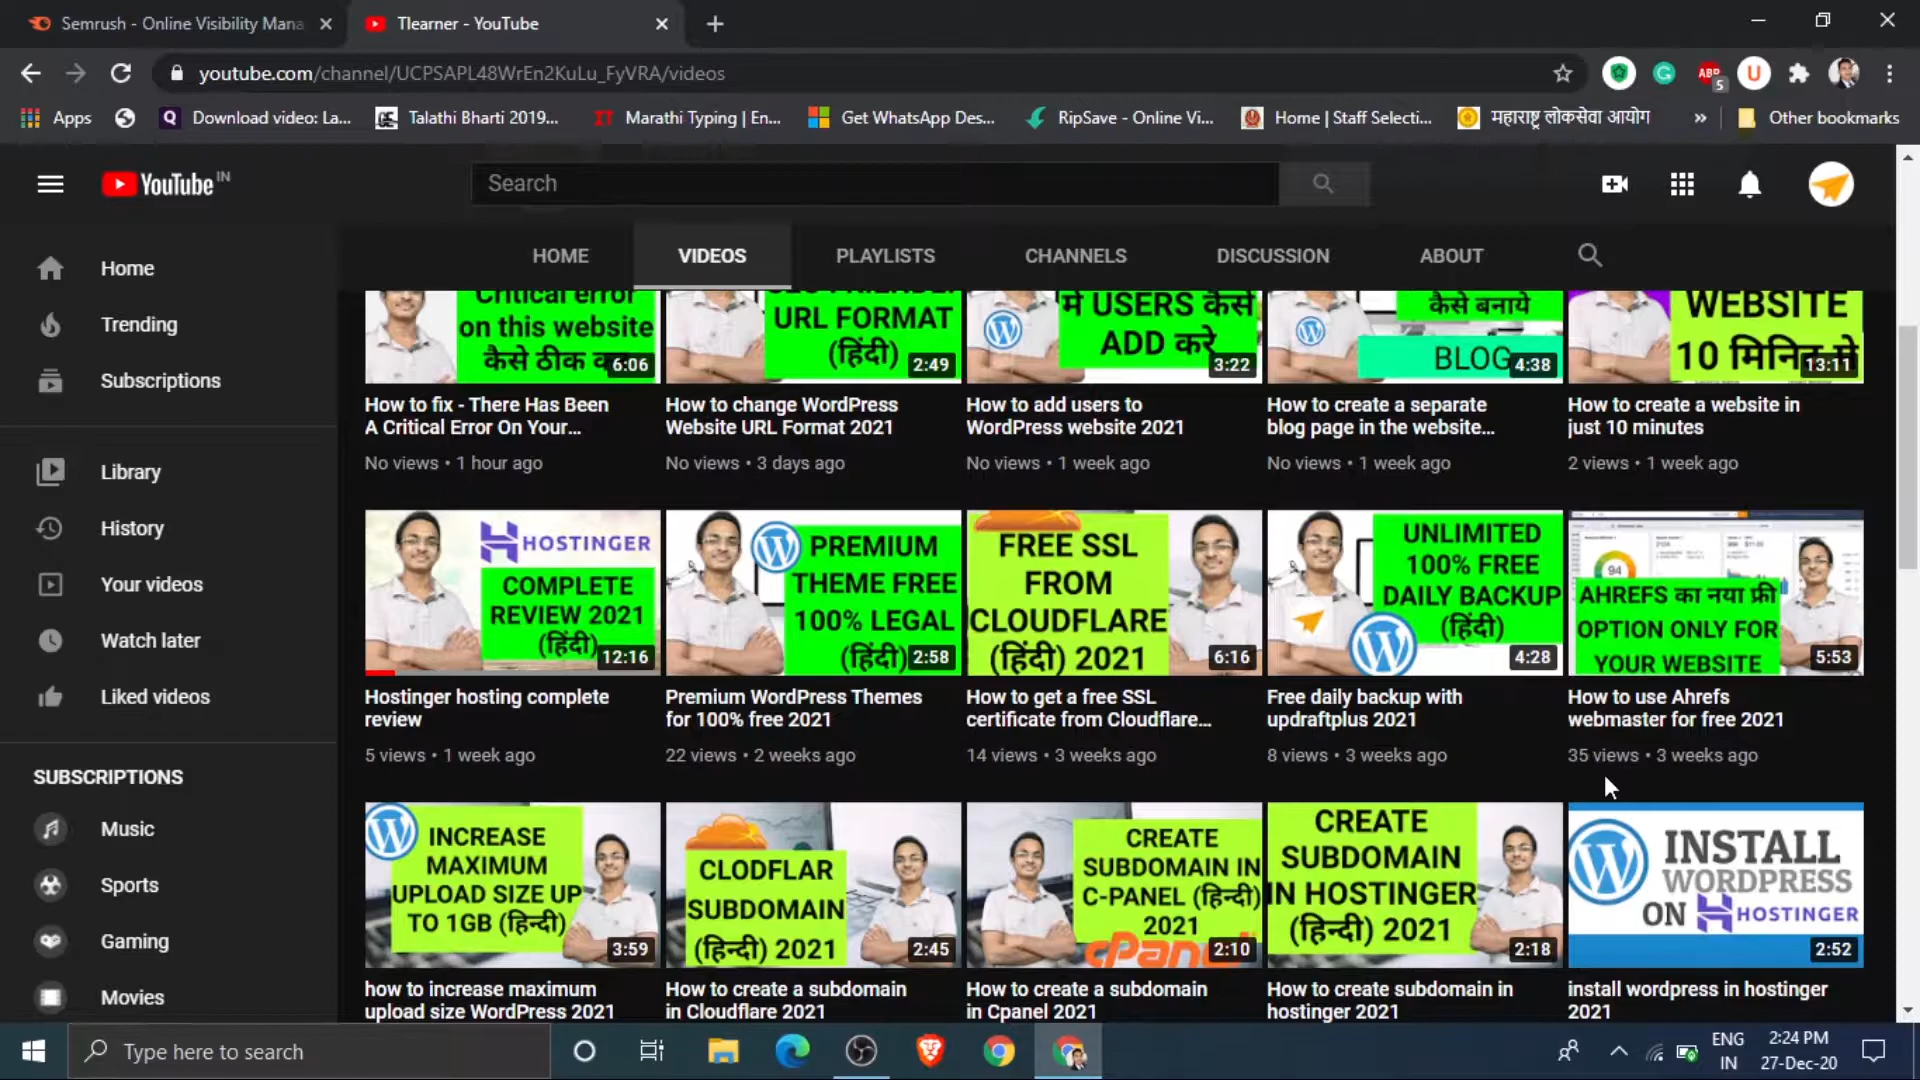 Semrush - Online Visibility Mana
Tlearner - YouTube
youtube.com/channel/UCPSAPL48WrEn2KuLu_FyVRA/videos
ABP
5
U
Apps
Download video: La...
Talathi Bharti 2019...
Marathi Typing | En...
Get WhatsApp Des...
RipSave - Online Vi...
Home | Staff Selecti...
महाराष्ट्र लोकसेवा आयोग
»
Other bookmarks
YouTube IN
Search
HOME
VIDEOS
PLAYLISTS
CHANNELS
DISCUSSION
ABOUT
Home
Trending
Subscriptions
Library
History
Your videos
Watch later
Liked videos
SUBSCRIPTIONS
Music
Sports
Gaming
Movies
Critical error
on this website
कैसे ठीक
6:06
How to fix - There Has Been
A Critical Error On Your...
No views • 1 hour ago
URL FORMAT
(हिंदी)
2:49
How to change WordPress
Website URL Format 2021
No views • 3 days ago
में USERS कैसे
ADD करे
3:22
How to add users to
WordPress website 2021
No views • 1 week ago
कैसे बनाये
BLOG
4:38
How to create a separate
blog page in the website...
No views • 1 week ago
WEBSITE
10 मिनिट मे
13:11
How to create a website in
just 10 minutes
2 views • 1 week ago
HOSTINGER
COMPLETE
REVIEW 2021
(हिंदी)
12:16
Hostinger hosting complete
review
5 views • 1 week ago
PREMIUM
THEME FREE
100% LEGAL
(हिंदी)
2:58
Premium WordPress Themes
for 100% free 2021
22 views • 2 weeks ago
FREE SSL
FROM
CLOUDFLARE
(हिंदी) 2021
6:16
How to get a free SSL
certificate from Cloudflare...
14 views • 3 weeks ago
UNLIMITED
100% FREE
DAILY BACKUP
(हिंदी)
4:28
Free daily backup with
updraftplus 2021
8 views • 3 weeks ago
94
AHREFS का नया फ्री
OPTION ONLY FOR
YOUR WEBSITE
5:53
How to use Ahrefs
webmaster for free 2021
35 views • 3 weeks ago
INCREASE
MAXIMUM
UPLOAD SIZE UP
TO 1GB (हिन्दी)
3:59
how to increase maximum
upload size WordPress 2021
CLODFLAR
SUBDOMAIN
(हिन्दी) 2021
2:45
How to create a subdomain
in Cloudflare 2021
CREATE
SUBDOMAIN IN
C-PANEL (हिन्दी)
2021
cPan
2:10
How to create a subdomain
in Cpanel 2021
CREATE
SUBDOMAIN
IN HOSTINGER
(हिन्दी) 2021
2:18
How to create subdomain in
hostinger 2021
INSTALL
WORDPRESS
ON HOSTINGER
2:52
install wordpress in hostinger
2021
Type here to search
ENG
IN
2:24 PM
27-Dec-20